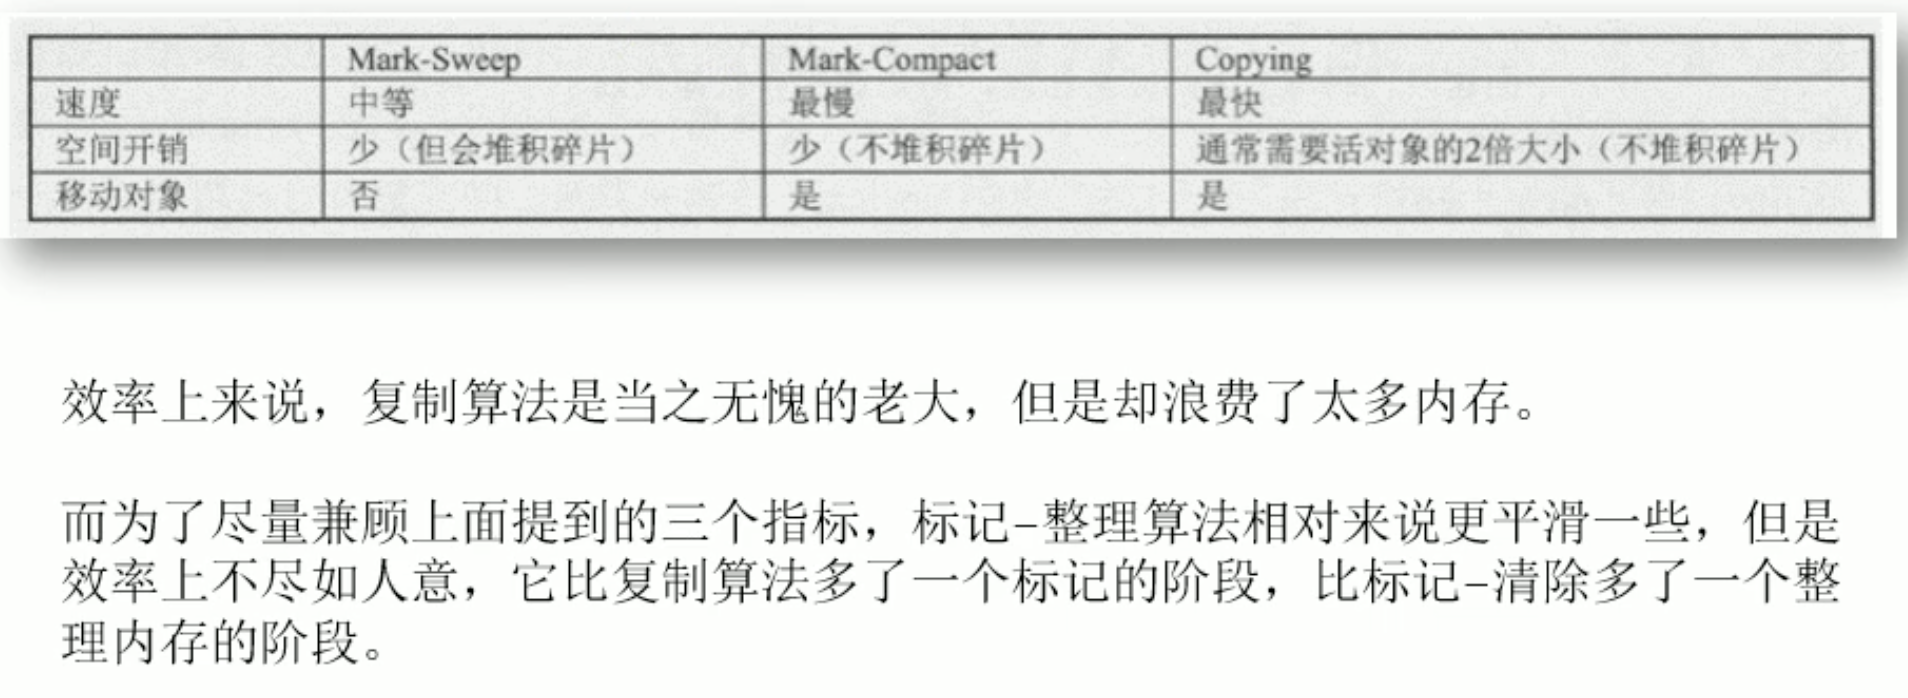 Mark-Sweep Mark-Compact Copying
速度 中等 最慢 最快
空间开销 少（但会堆积碎片） 少（不堆积碎片） 通常需要活对象的2倍大小（不堆积碎片）
移动对象 否 是 是
效率上来说，复制算法是当之无愧的老大，但是却浪费了太多内存。
而为了尽量兼顾上面提到的三个指标，标记-整理算法相对来说更平滑一些，但是
效率上不尽如人意，它比复制算法多了一个标记的阶段，比标记-清除多了一个整
理内存的阶段。